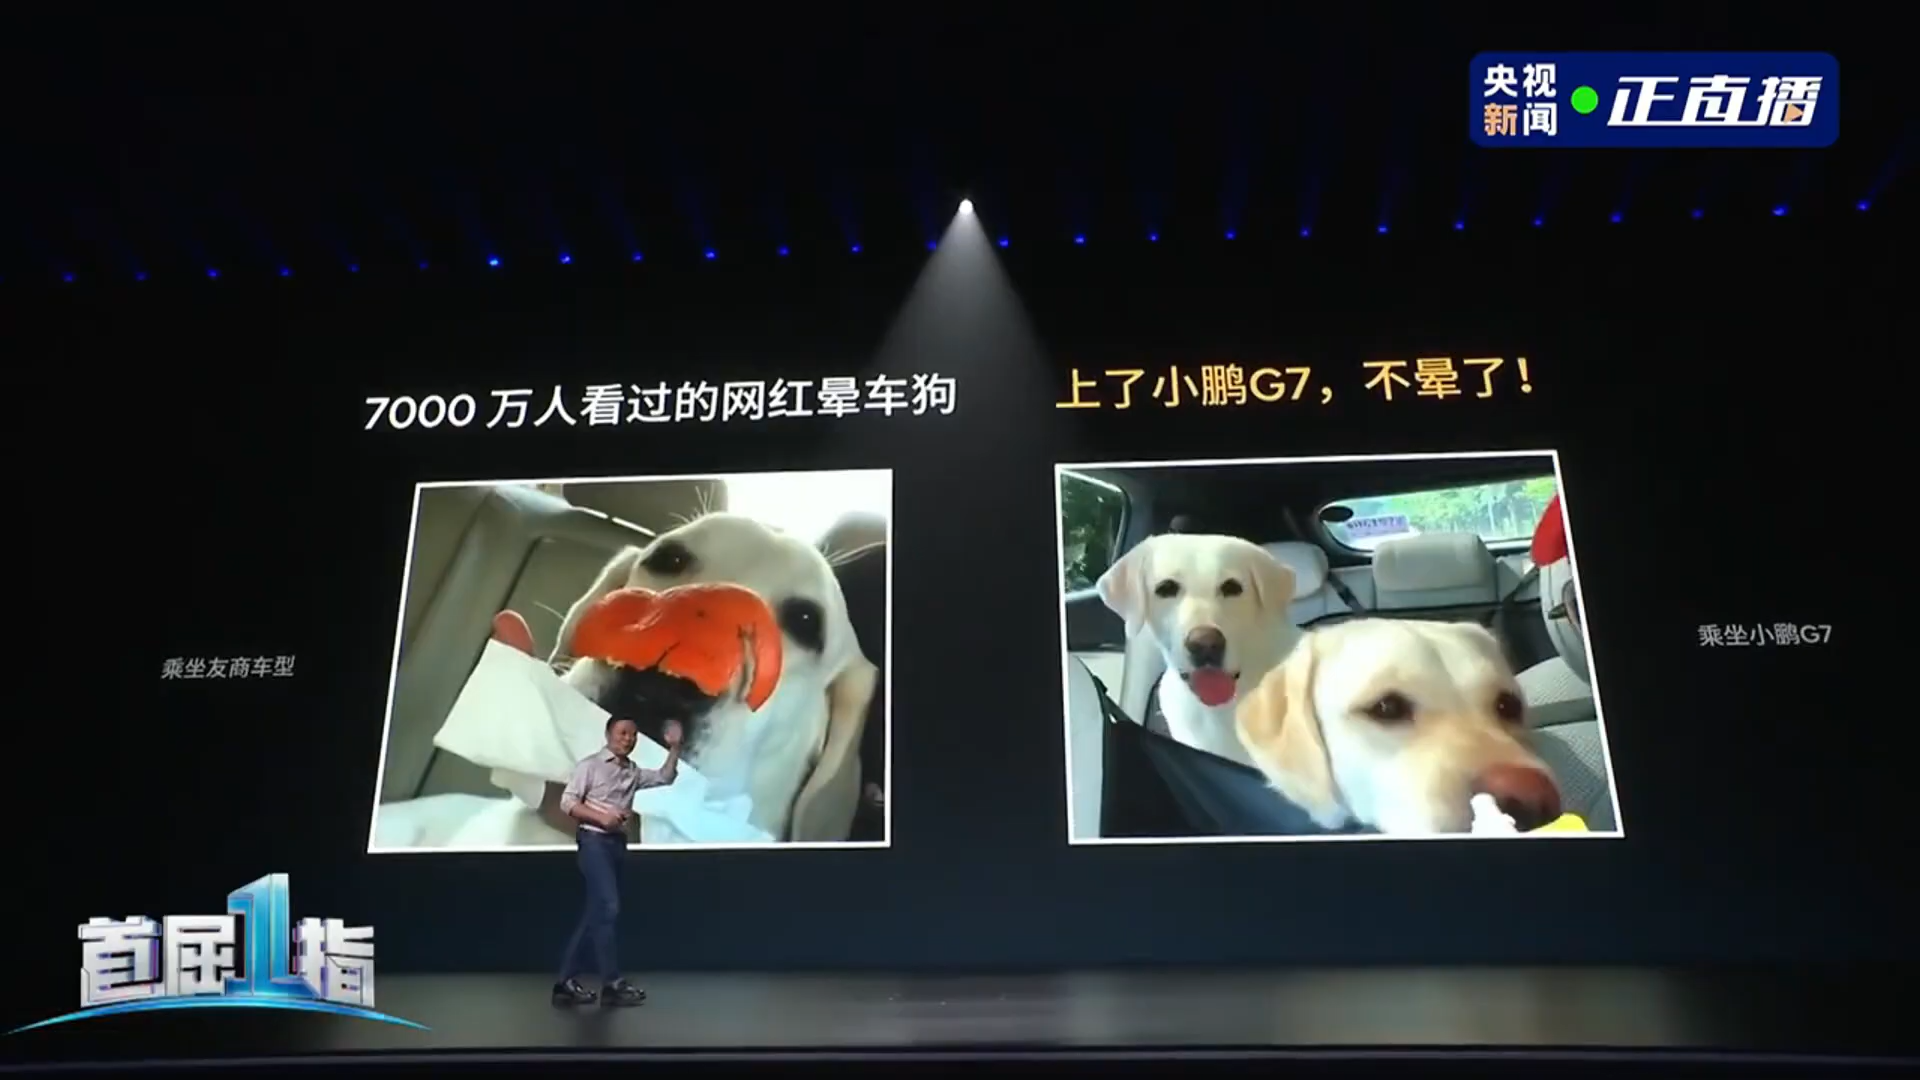 央视
新闻
正直播
7000 万人看过的网红晕车狗
上了小鹏G7，不晕了！
乘坐友商车型
乘坐小鹏G7
首届1指